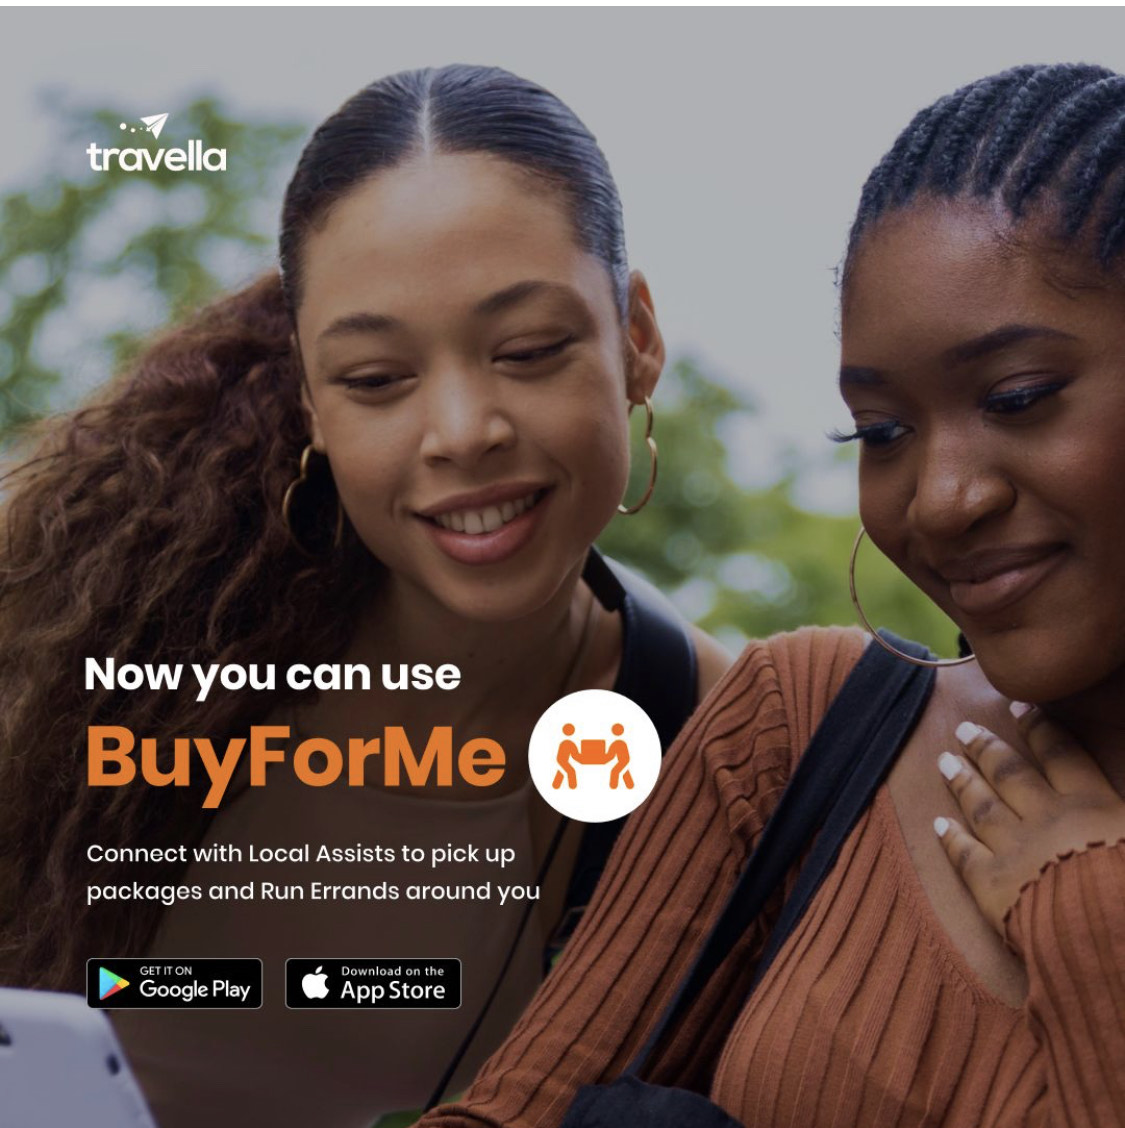 travella
Now you can use
BuyForMe
Connect with Local Assists to pick up
packages and Run Errands around you
GET IT ON
Google Play
Download on the
App Store